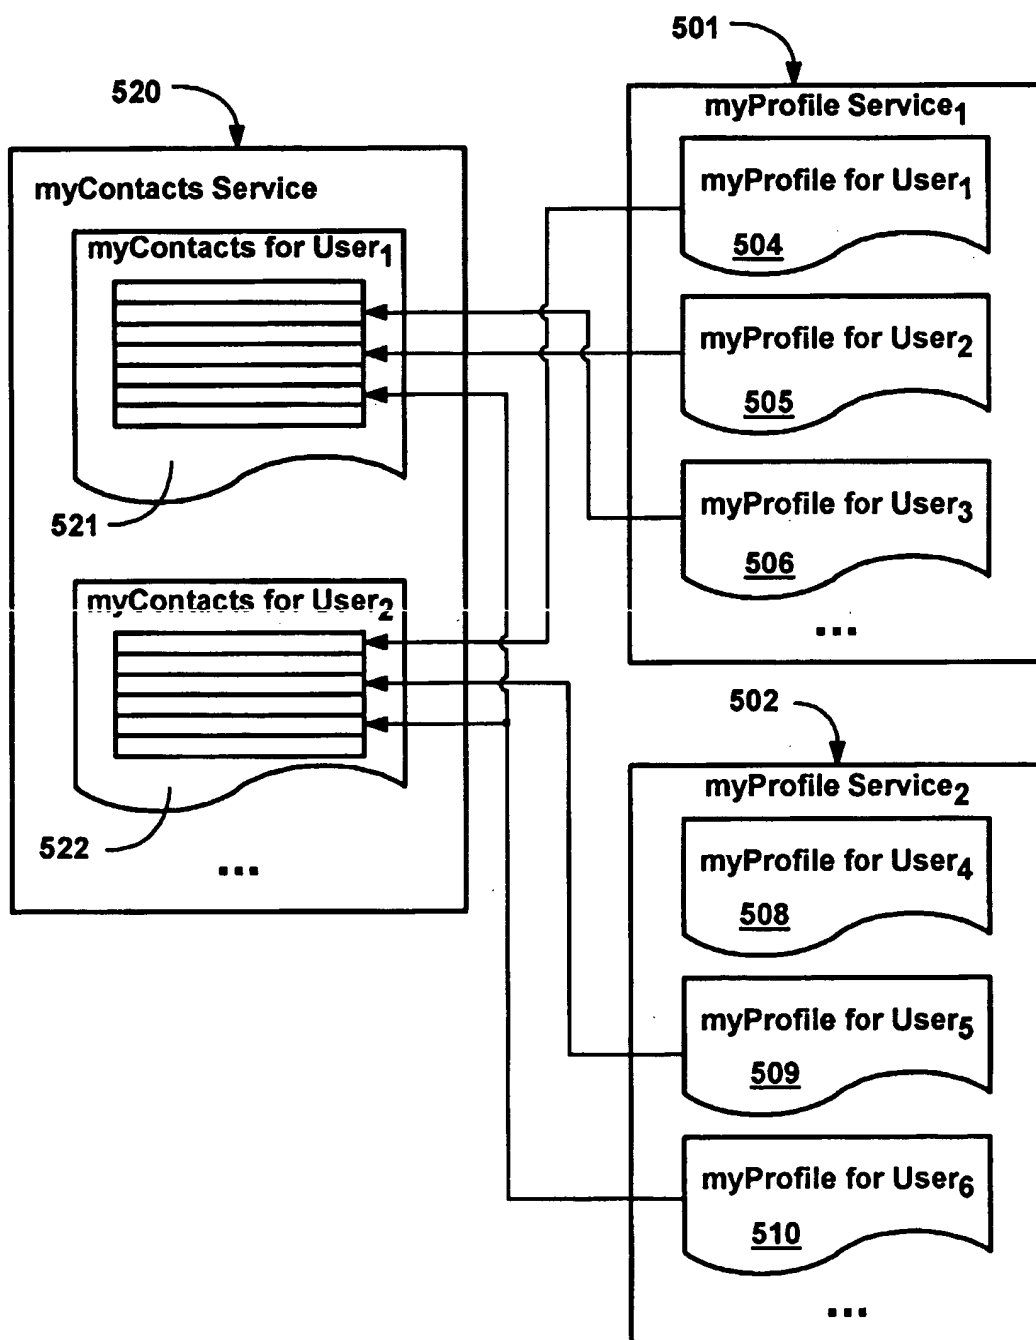 520
myContacts Service
myContacts for User1
521
myContacts for User2
522
...
501
myProfile Service1
myProfile for User1
504
myProfile for User2
505
myProfile for User3
506
...
502
myProfile Service2
myProfile for User4
508
myProfile for User5
509
myProfile for User6
510
...